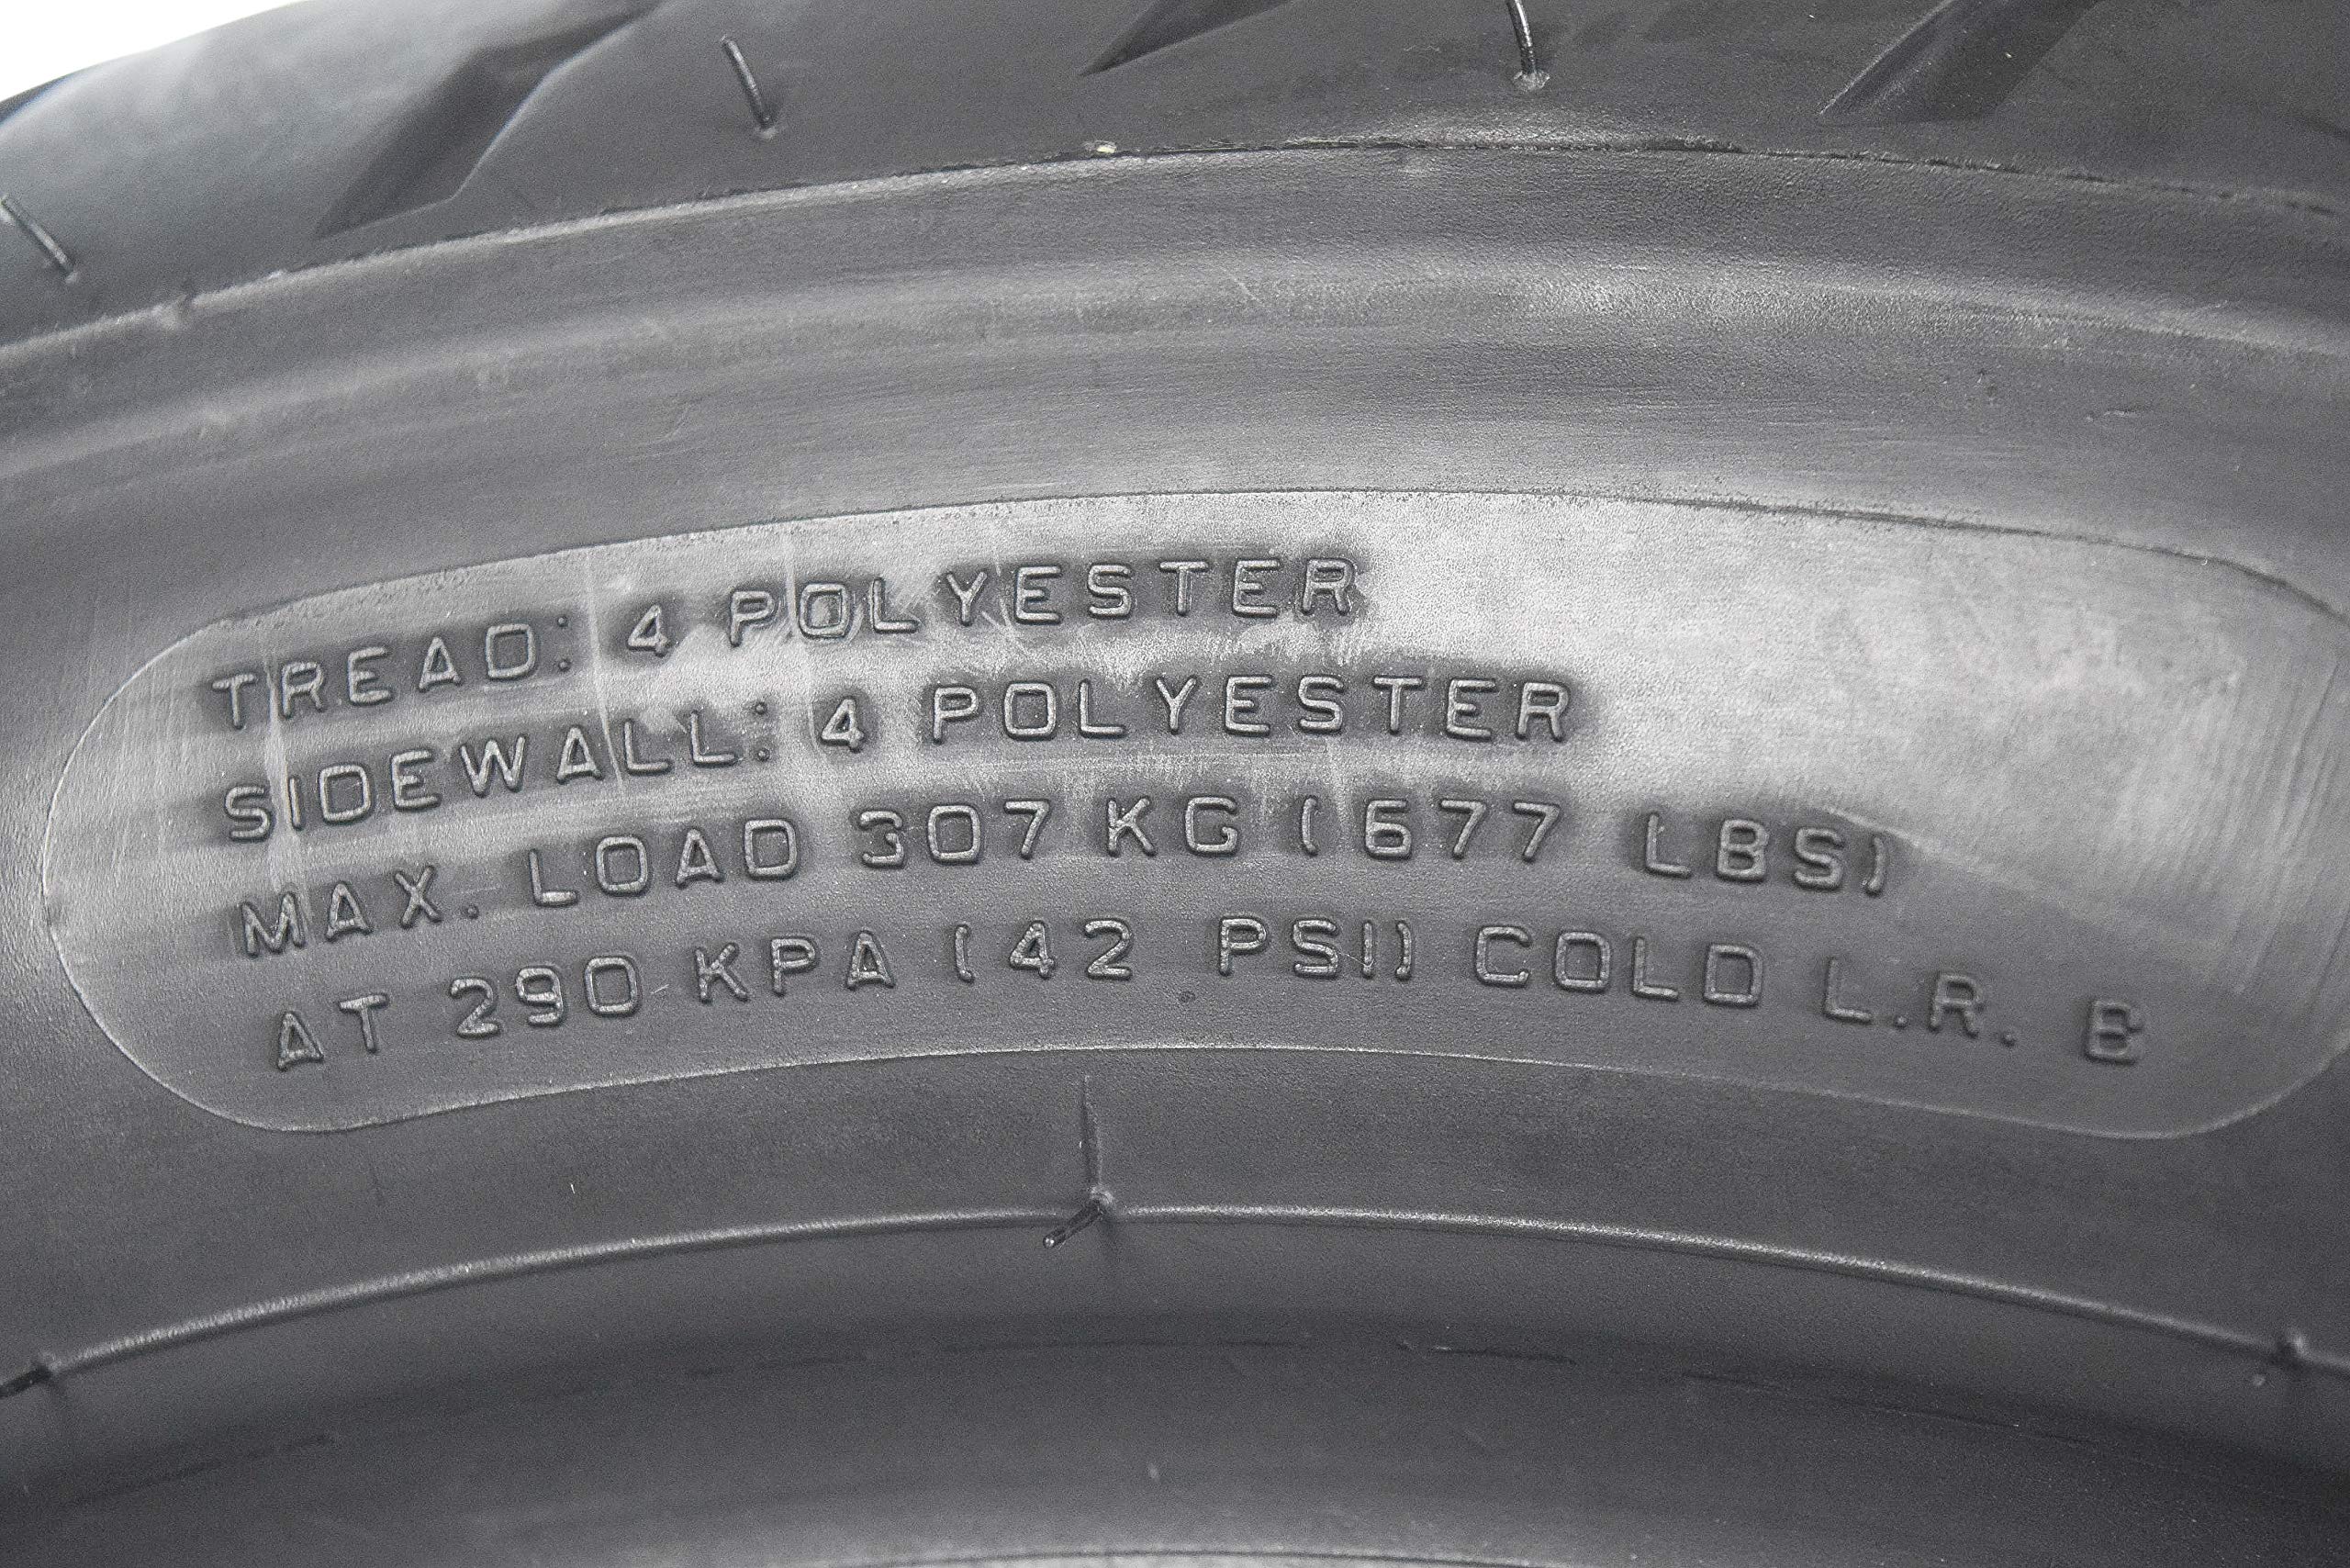 TREAD: 4 POLYESTER
SIDEWALL: 4 POLYESTER
MAX. LOAD 307 KG (677 LBS)
AT 290 KPA (42 PSI) COLD L.R. B